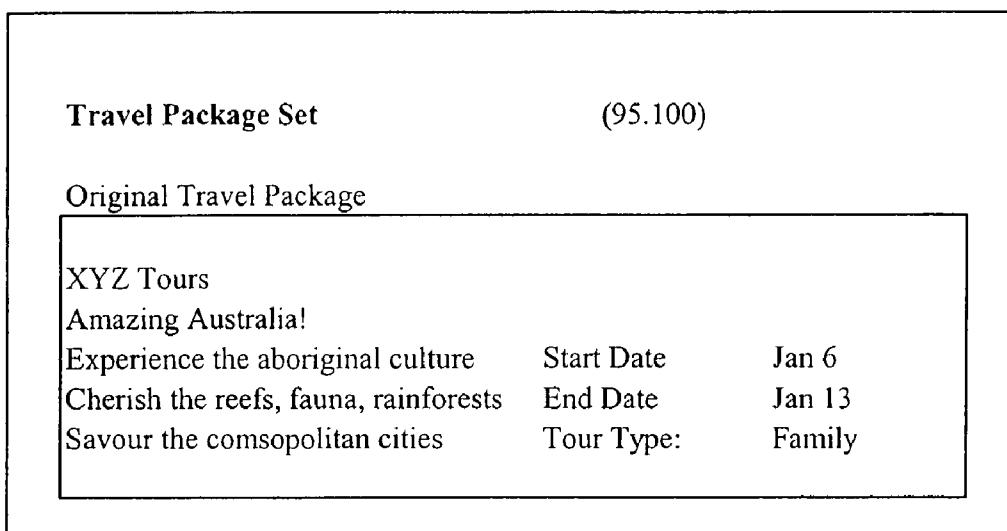 Travel Package Set (95.100)
Original Travel Package
XYZ Tours
Amazing Australia!
Experience the aboriginal culture Start Date Jan 6
Cherish the reefs, fauna, rainforests End Date Jan 13
Savour the comsopolitan cities Tour Type: Family